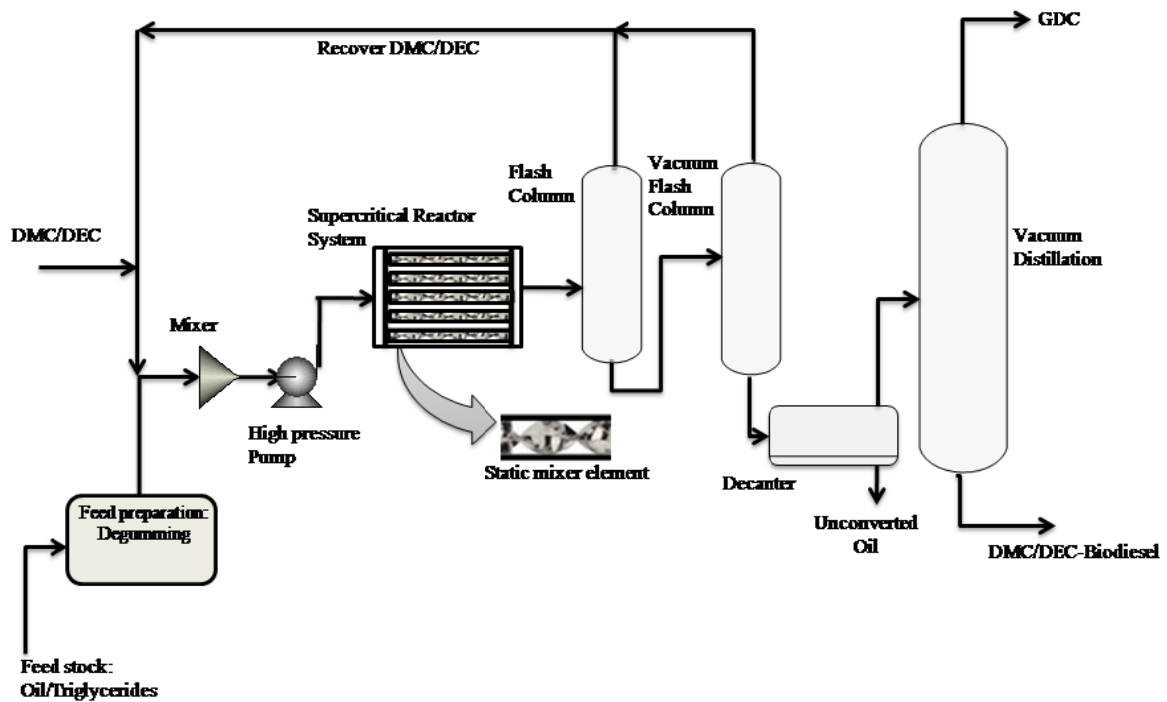 GDC
Recover DMC/DEC
Flash
Column
Vacuum
Flash
Column
Supercritical Reactor
System
DMC/DEC
Vacuum
Distillation
Mixer
High pressure
Pump
Static mixer element
Decanter
Feed preparation:
Degumming
Unconverted
Oil
DMC/DEC-Biodiesel
Feed stock:
Oil/Triglycerides